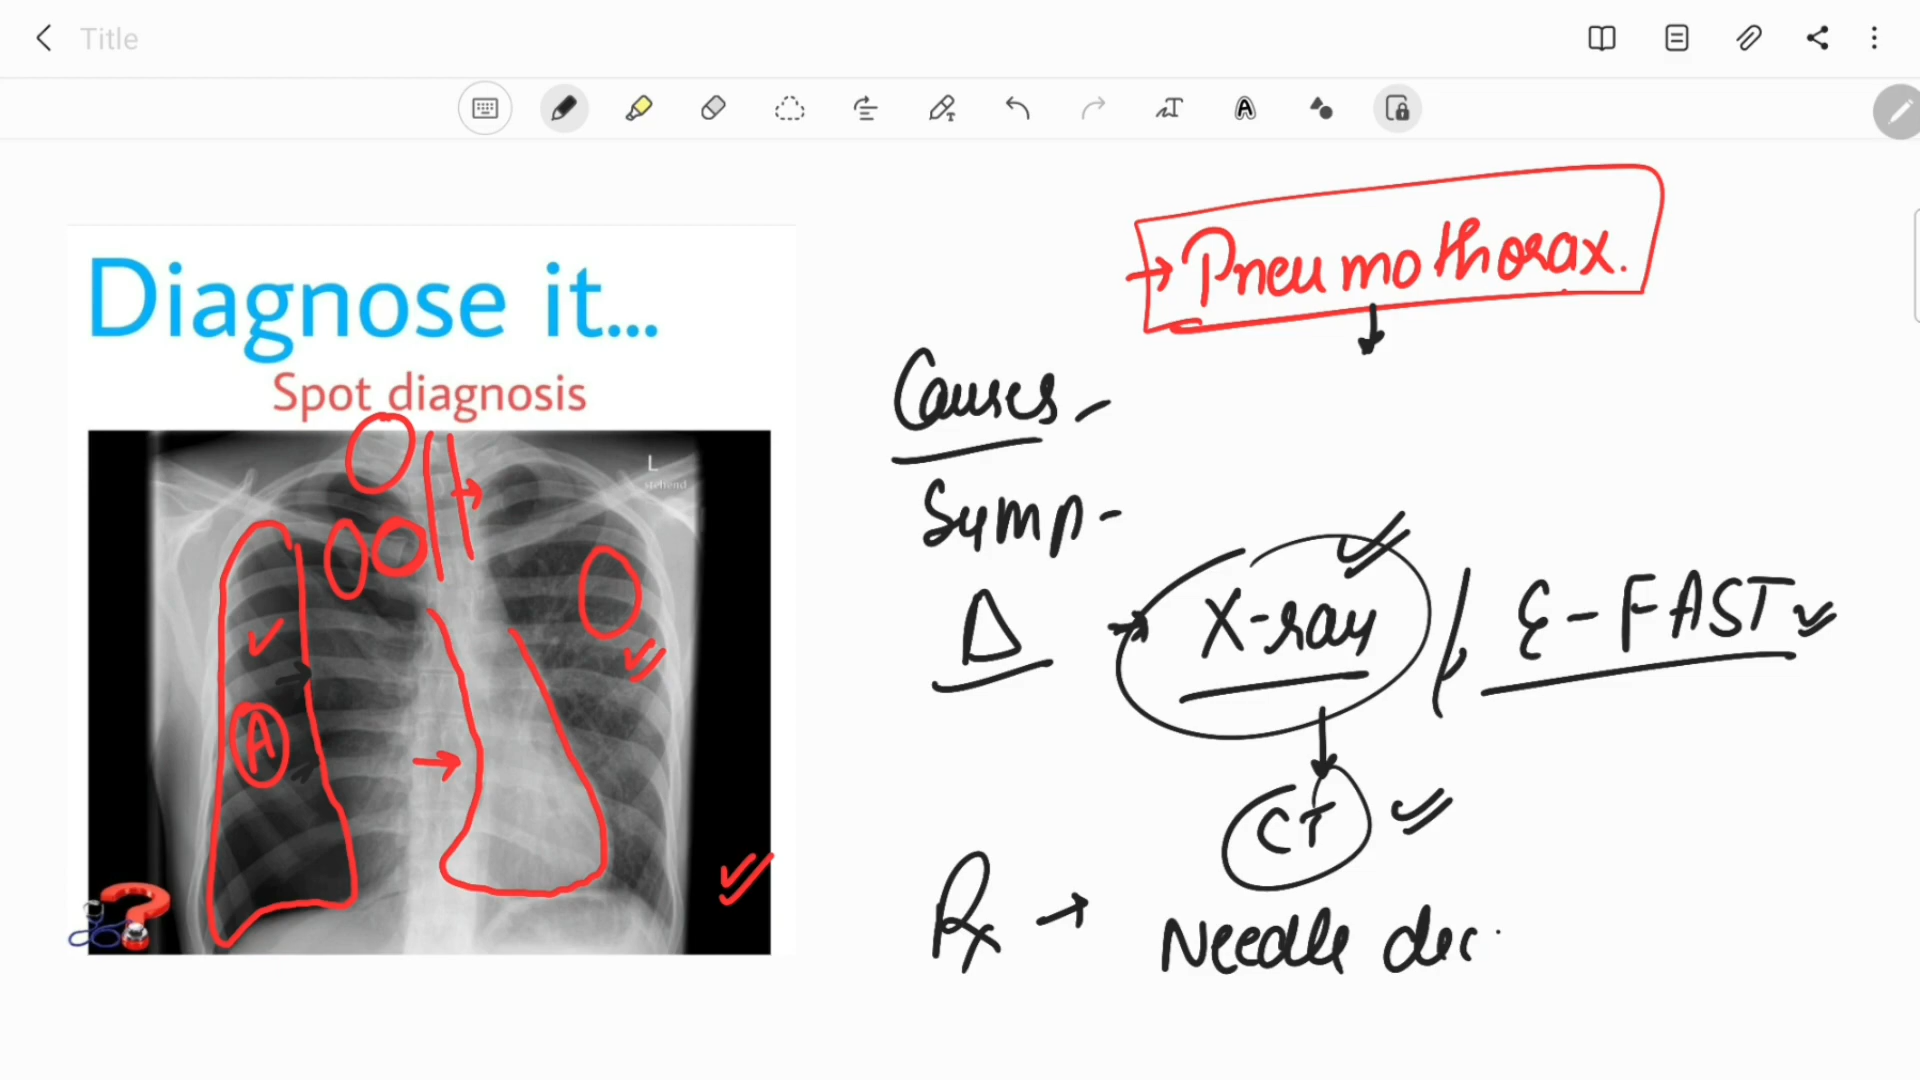 Title
Diagnose it...
Spot diagnosis
L
A
→ Pneumothorax.
Causes -
Symp -
Δ → X-ray / E-FAST
CT
Rx → Needle dec